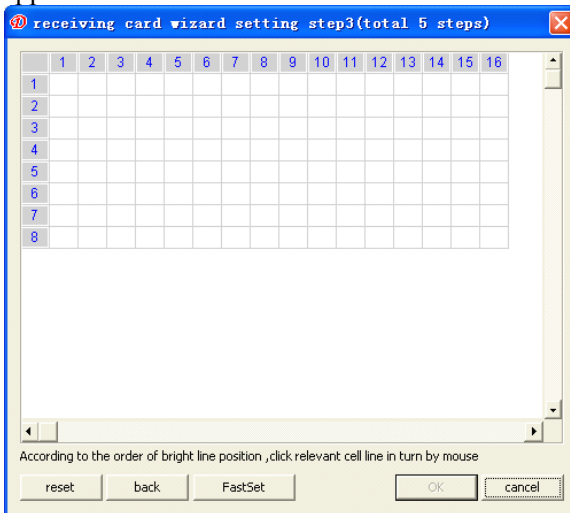 receiving card wizard setting step3(total 5 steps)
1 2 3 4 5 6 7 8 9 10 11 12 13 14 15 16
1
2
3
4
5
6
7
8
According to the order of bright line position ,click relevant cell line in turn by mouse
reset back FastSet OK cancel